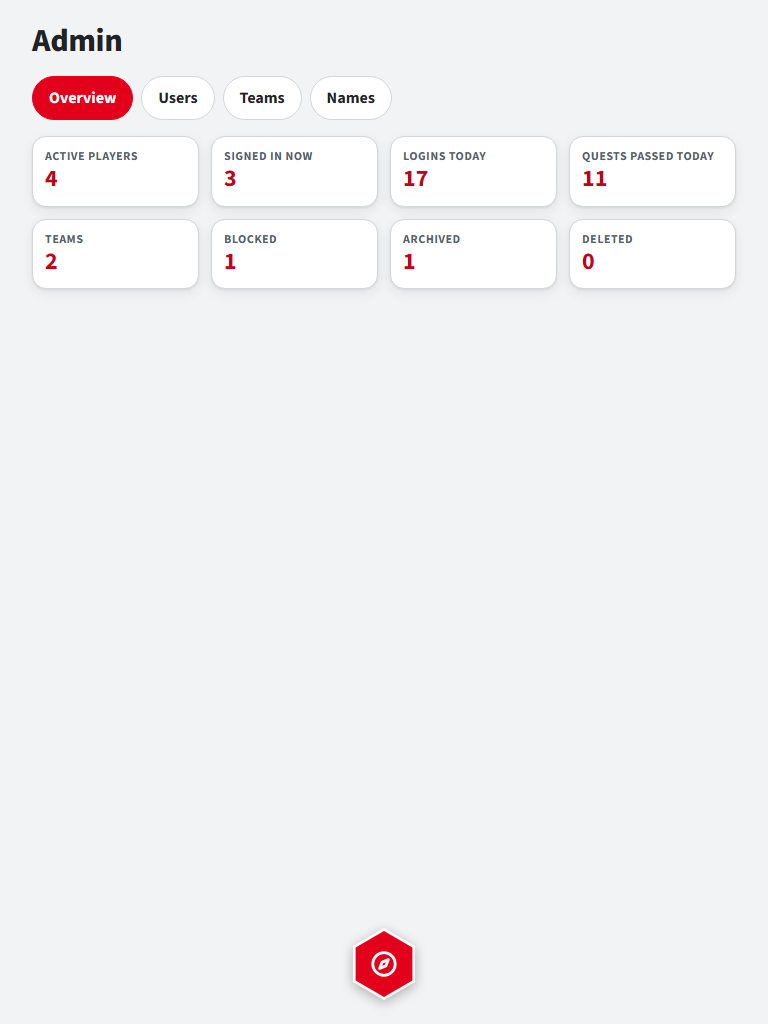 Admin
Overview Users Teams Names
ACTIVE PLAYERS SIGNED IN NOW LOGINS TODAY QUESTS PASSED TODAY
4 3 17 11
TEAMS BLOCKED ARCHIVED DELETED
2 1 1 0